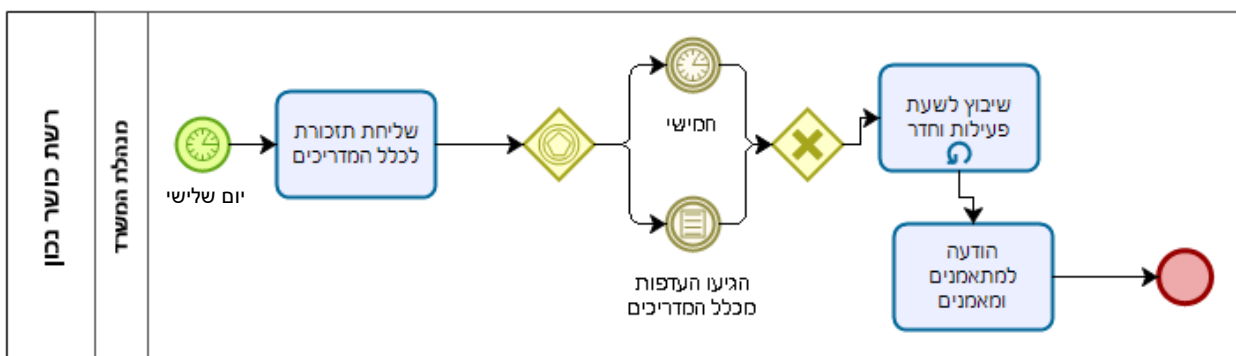 רשת כושר נכון
מנהלת המשרד
יום שלישי
שליחת תזכורת
לכלל המדריכים
חמישי
הגיעו העדפות
מכלל המדריכים
שיבוץ לשעת
פעילות וחדר
הודעה
למתאמנים
ומאמנים